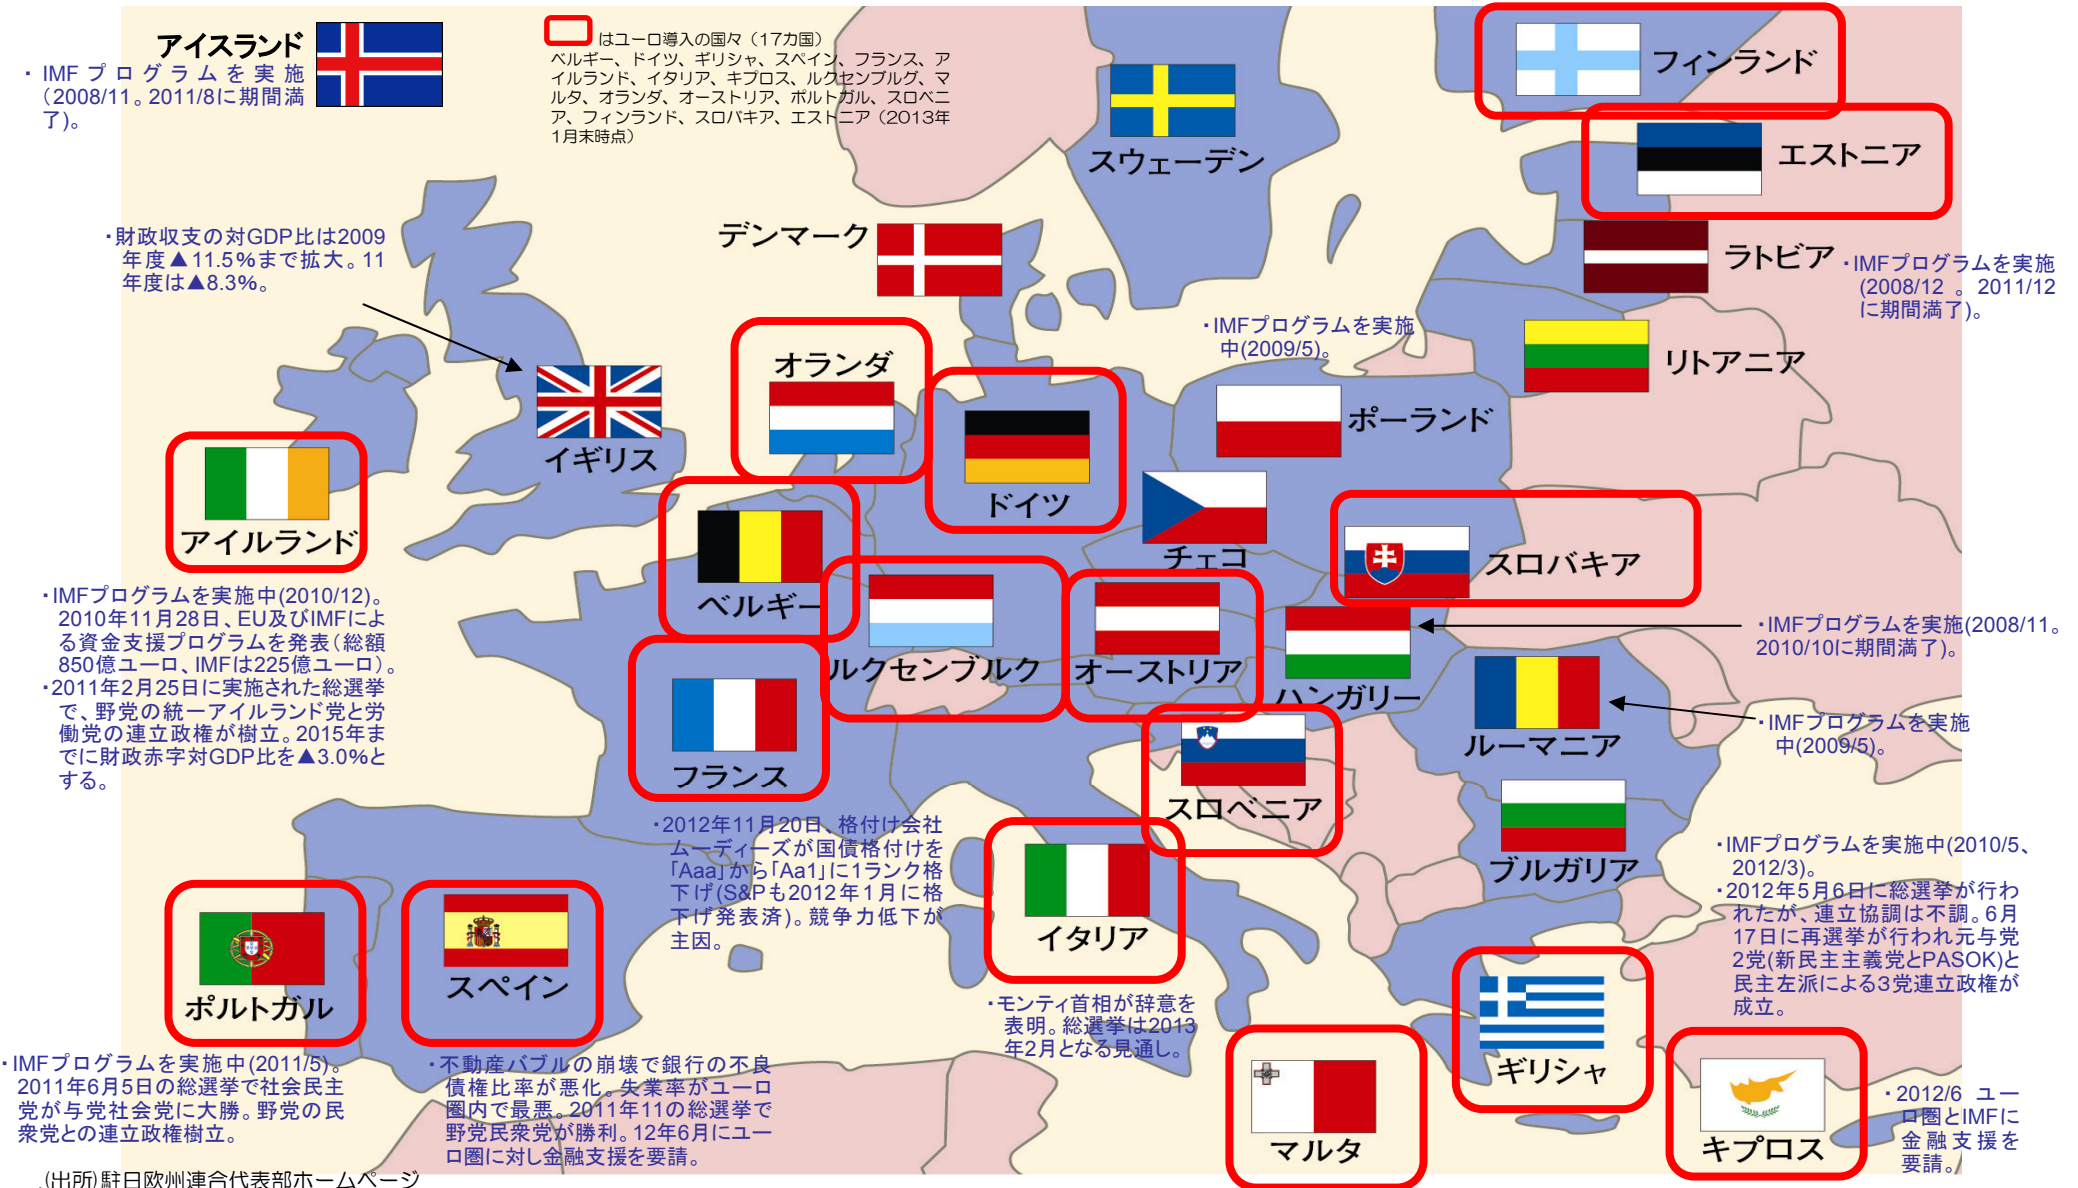 アイスランド
・IMFプログラムを実施
(2008/11。2011/8に期間満
了)。
はユーロ導入の国々（17カ国）
ベルギー、ドイツ、ギリシャ、スペイン、フランス、ア
イルランド、イタリア、キプロス、ルクセンブルグ、マ
ルタ、オランダ、オーストリア、ポルトガル、スロベニ
ア、フィンランド、スロバキア、エストニア（2013年
1月末時点）
フィンランド
スウェーデン
エストニア
デンマーク
ラトビア
・IMFプログラムを実施
(2008/12 。 2011/12
に期間満了)。
・財政収支の対GDP比は2009
年度▲11.5%まで拡大。11
年度は▲8.3%。
・IMFプログラムを実施
中(2009/5)。
リトアニア
オランダ
ポーランド
イギリス
ドイツ
アイルランド
チェコ
スロバキア
ベルギー
・IMFプログラムを実施中(2010/12)。
2010年11月28日、EU及びIMFによ
る資金支援プログラムを発表（総額
850億ユーロ、IMFは225億ユーロ）。
・2011年2月25日に実施された総選挙
で、野党の統一アイルランド党と労
働党の連立政権が樹立。2015年ま
でに財政赤字対GDP比を▲3.0%と
する。
・IMFプログラムを実施(2008/11。
2010/10に期間満了)。
ルクセンブルク
オーストリア
ハンガリー
ルーマニア
・IMFプログラムを実施
中(2009/5)。
フランス
スロベニア
・2012年11月20日、格付け会社
ムーディーズが国債格付けを
「Aaa」から「Aa1」に1ランク格
下げ(S&Pも2012年1月に格
下げ発表済)。競争力低下が
主因。
ブルガリア
・IMFプログラムを実施中(2010/5、
2012/3)。
・2012年5月6日に総選挙が行わ
れたが、連立協調は不調。6月
17日に再選挙が行われ元与党
2党(新民主主義党とPASOK)と
民主左派による3党連立政権が
成立。
イタリア
スペイン
ポルトガル
・モンティ首相が辞意を
表明。総選挙は2013
年2月となる見通し。
ギリシャ
・IMFプログラムを実施中(2011/5)。
2011年6月5日の総選挙で社会民主
党が与党社会党に大勝。野党の民
衆党との連立政権樹立。
・不動産バブルの崩壊で銀行の不良
債権比率が悪化。失業率がユーロ
圏内で最悪。2011年11の総選挙で
野党民衆党が勝利。12年6月にユー
ロ圏に対し金融支援を要請。
マルタ
キプロス
・2012/6 ユー
ロ圏とIMFに
金融支援を
要請。
(出所)駐日欧州連合代表部ホームページ